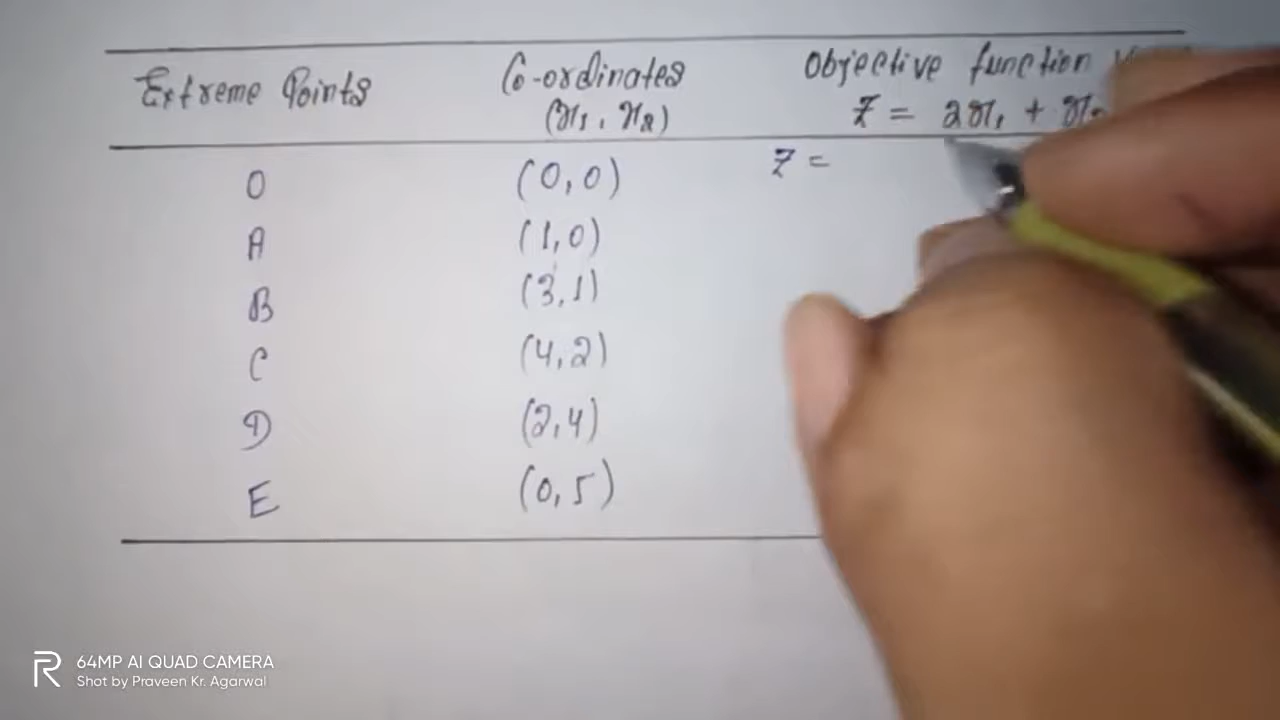 Extreme Points Co-ordinates Objective function
(x₁, x₂) Z = 2x₁ + x₂
O (0,0) Z =
A (1,0)
B (3,1)
C (4,2)
D (2,4)
E (0,5)
64MP AI QUAD CAMERA
Shot by Praveen Kr. Agarwal